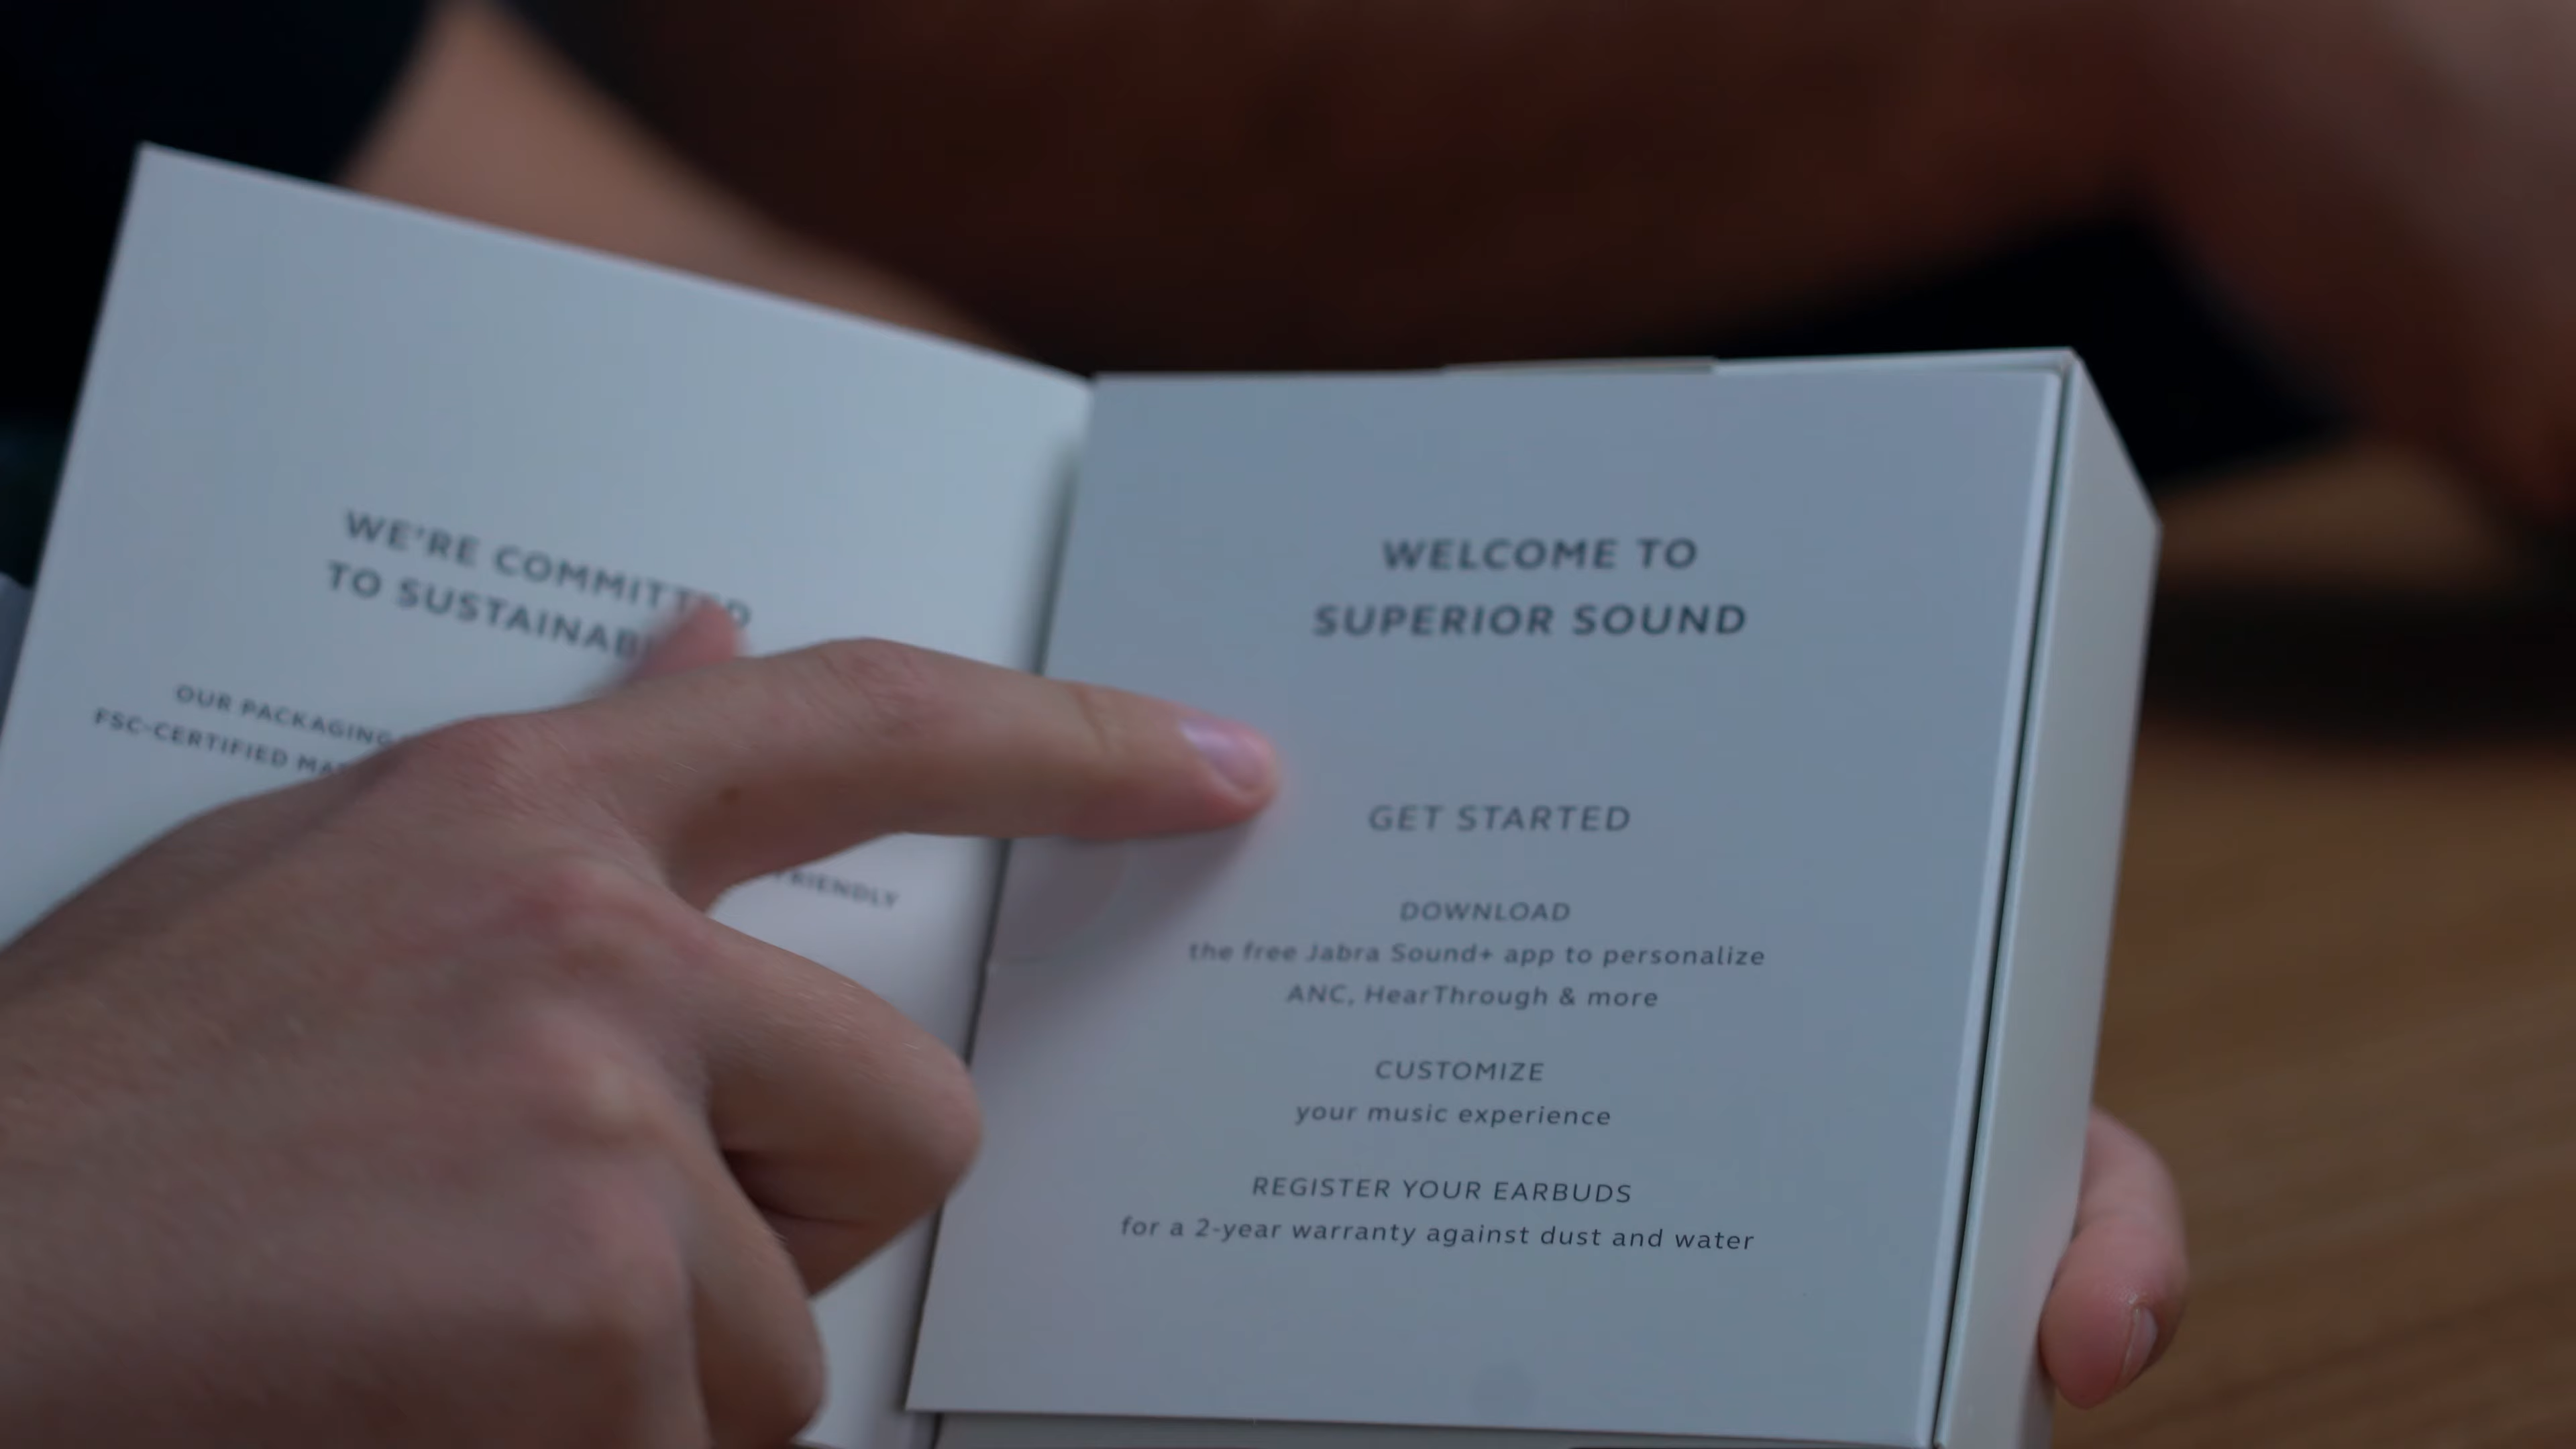 WE'RE COMMITTED
TO
OUR PACKAGING
FSC-CERTIFIED
FRIENDLY
WELCOME TO
SUPERIOR SOUND
GET STARTED
DOWNLOAD
the free Jabra Sound+ app to personalize
ANC, HearThrough & more
CUSTOMIZE
your music experience
REGISTER YOUR EARBUDS
for a 2-year warranty against dust and water